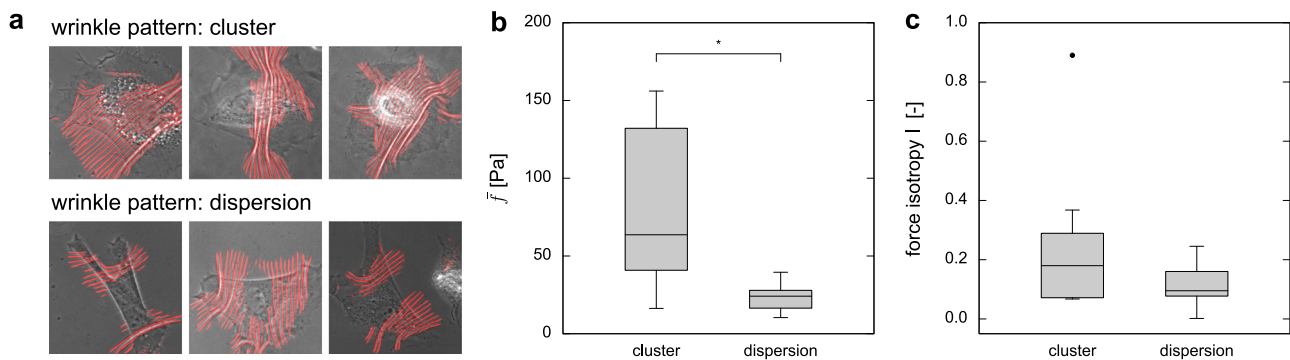 a
wrinkle pattern: cluster
wrinkle pattern: dispersion
b
200
150
100
50
0
f̄ [Pa]
*
cluster
dispersion
c
1.0
0.8
0.6
0.4
0.2
0.0
force isotropy I [-]
cluster
dispersion